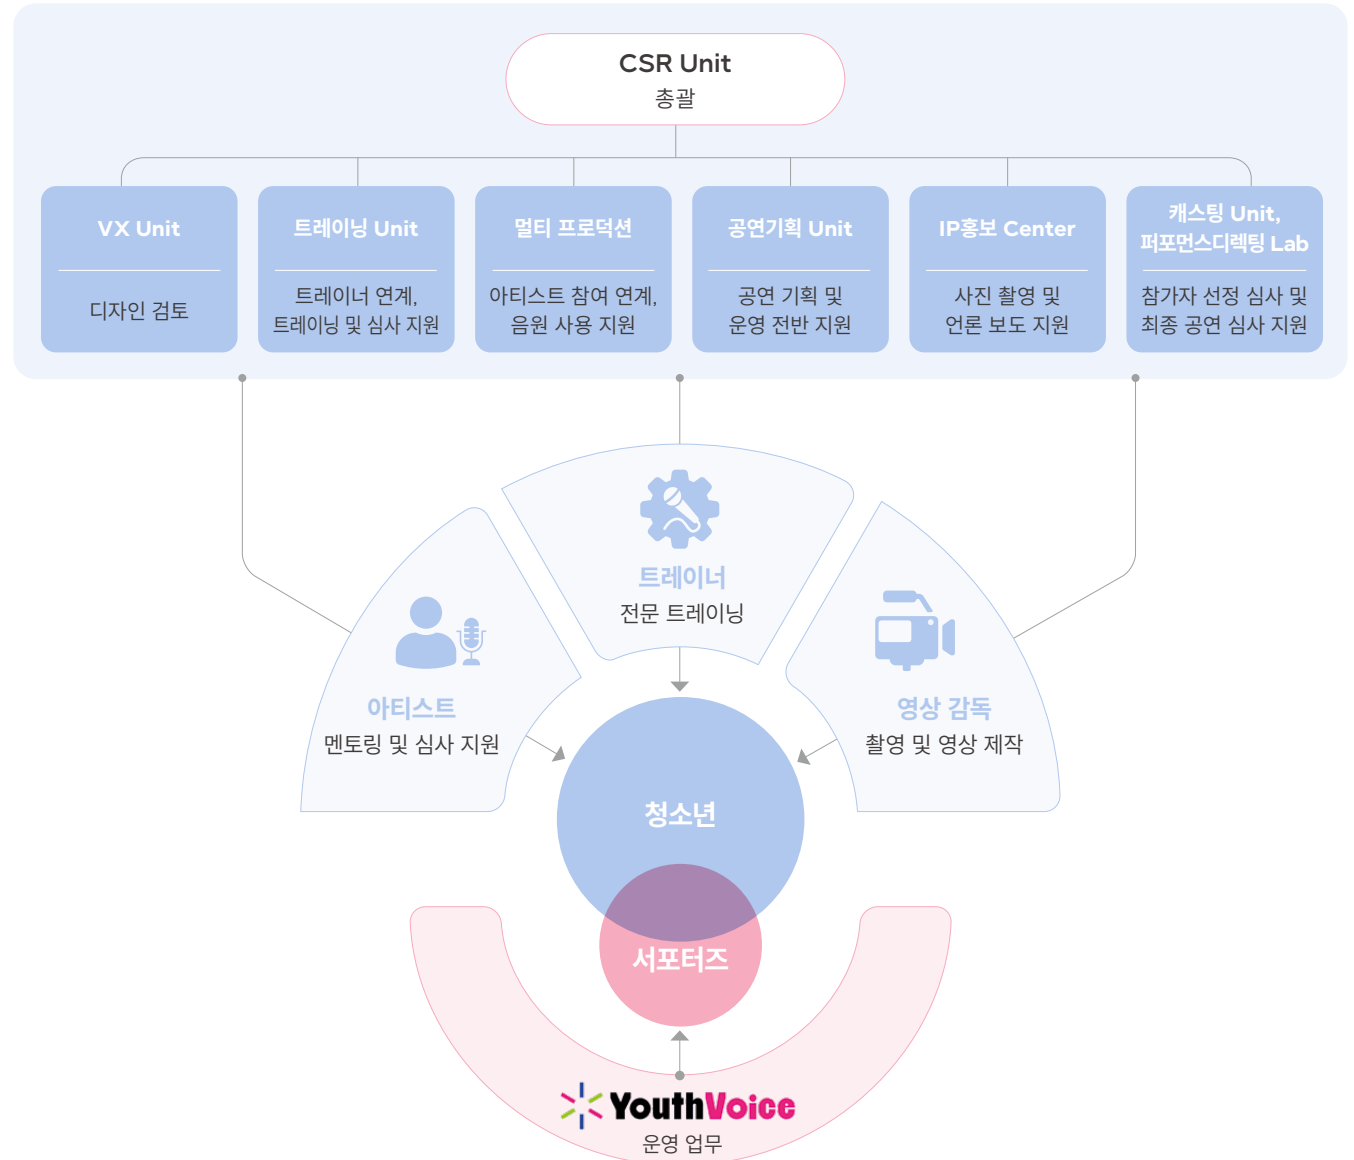 CSR Unit
총괄
VX Unit
디자인 검토
트레이닝 Unit
트레이너 연계,
트레이닝 및 심사 지원
멀티 프로덕션
아티스트 참여 연계,
음원 사용 지원
공연기획 Unit
공연 기획 및
운영 전반 지원
IP홍보 Center
사진 촬영 및
언론 보도 지원
캐스팅 Unit,
퍼포먼스디렉팅 Lab
참가자 선정 심사 및
최종 공연 심사 지원
트레이너
전문 트레이닝
아티스트
멘토링 및 심사 지원
영상 감독
촬영 및 영상 제작
청소년
서포터즈
YouthVoice
운영 업무